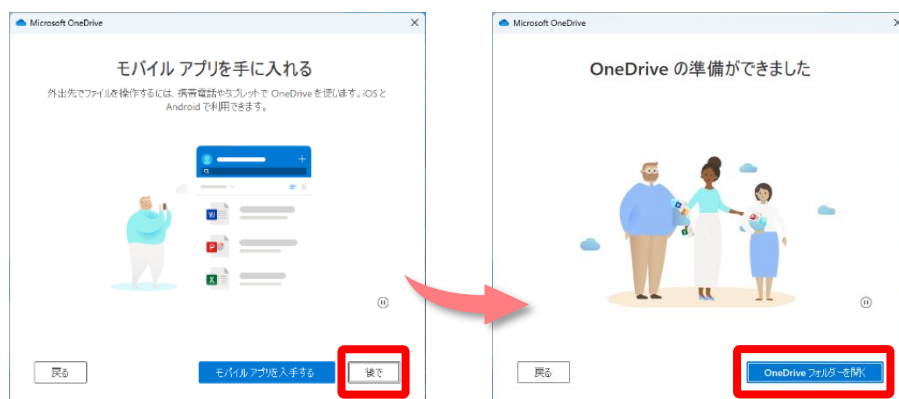 Microsoft OneDrive
モバイル アプリを手に入れる
外出先でファイルを操作するには、携帯電話やタブレットで OneDrive を使します。iOS と
Android で利用できます。
戻る
モバイル アプリを入手する
後で
Microsoft OneDrive
OneDrive の準備ができました
戻る
OneDrive フォルダーを開く